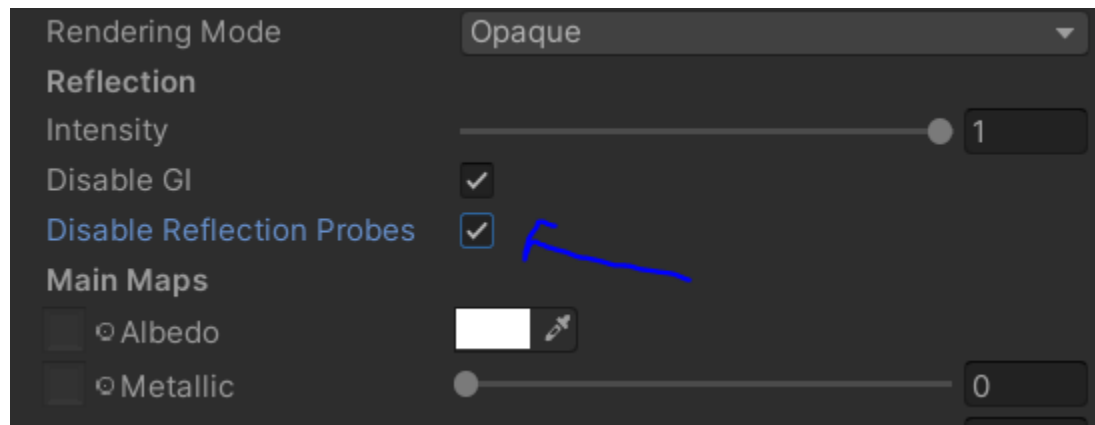 Rendering Mode Opaque
Reflection
Intensity 1
Disable GI
Disable Reflection Probes
Main Maps
Albedo
Metallic 0